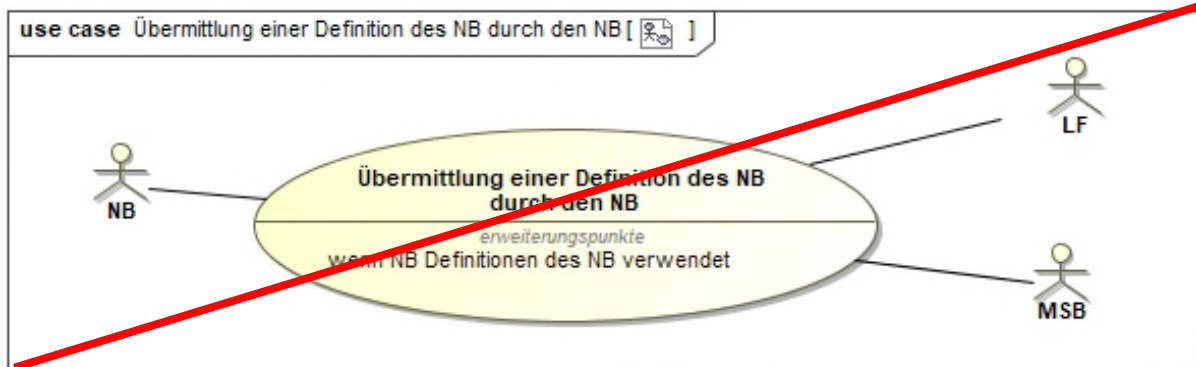 use case Übermittlung einer Definition des NB durch den NB [ ]
LF
NB
Übermittlung einer Definition des NB
durch den NB
erweiterungspunkte
wenn NB Definitionen des NB verwendet
MSB